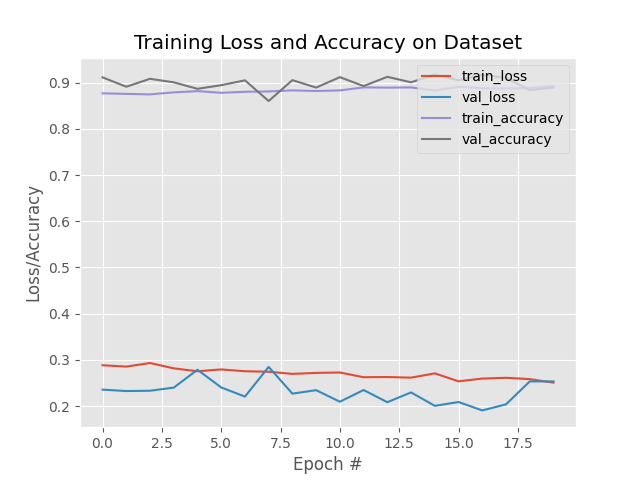 Training Loss and Accuracy on Dataset
train_loss
val_loss
train_accuracy
val_accuracy
Loss/Accuracy
0.9
0.8
0.7
0.6
0.5
0.4
0.3
0.2
0.0 2.5 5.0 7.5 10.0 12.5 15.0 17.5
Epoch #